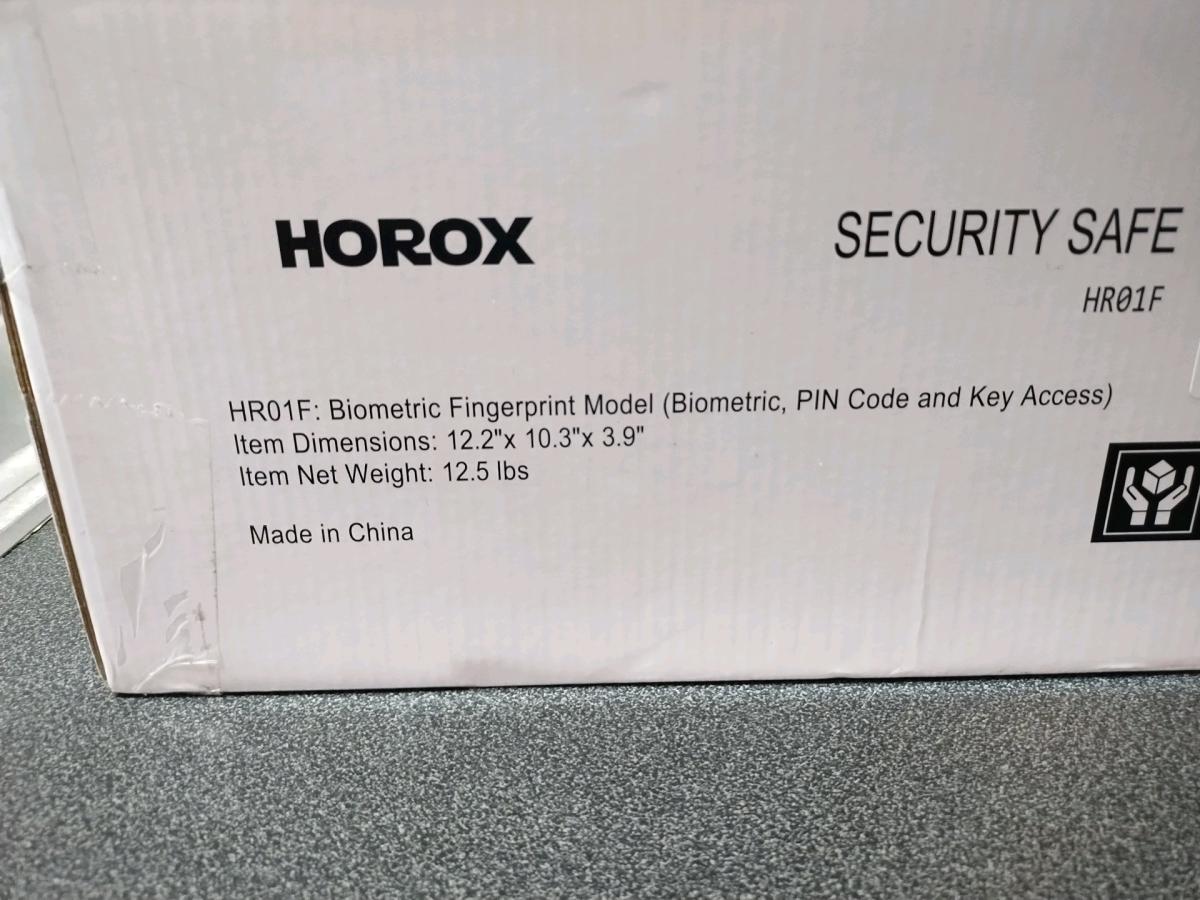 HOROX
SECURITY SAFE
HR01F
HR01F: Biometric Fingerprint Model (Biometric, PIN Code and Key Access)
Item Dimensions: 12.2"x 10.3"x 3.9"
Item Net Weight: 12.5 lbs
Made in China